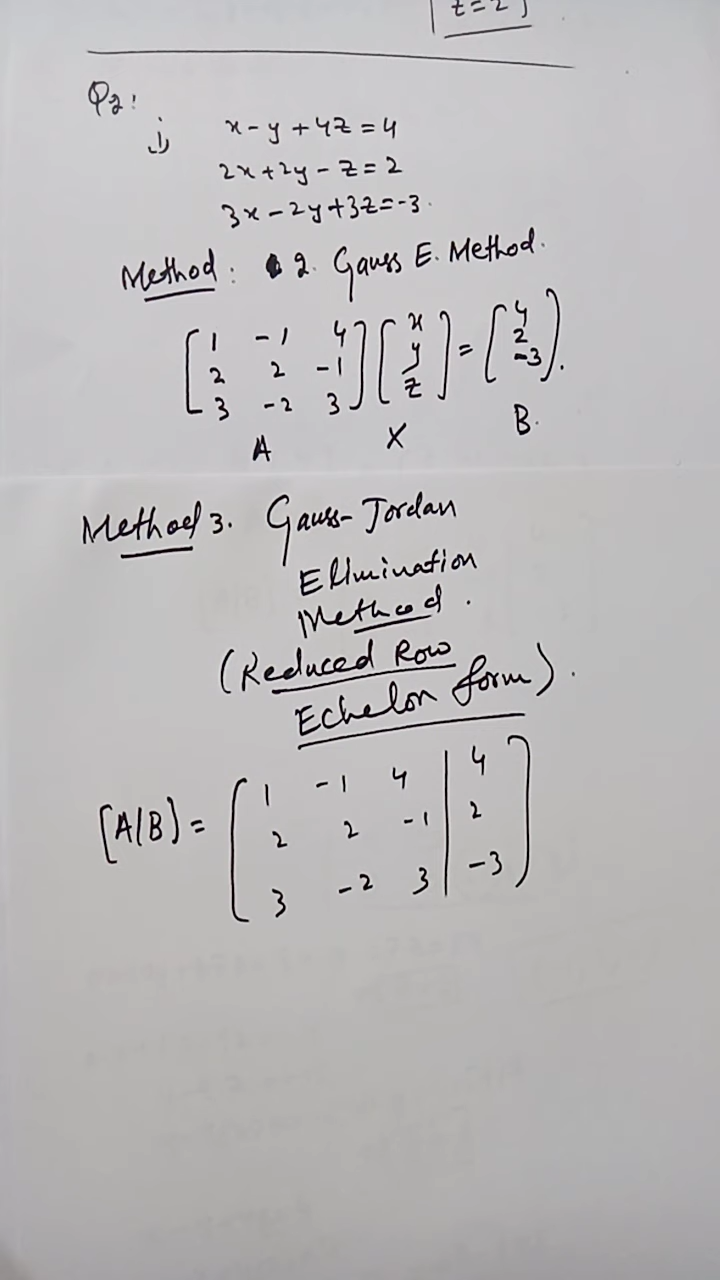 z = 2
Q2:
i) x - y + 4z = 4
2x + 2y - z = 2
3x - 2y + 3z = -3.
Method: 2. Gauss E. Method.
[1 -1 4] [x] = [4]
[2 2 -1] [y] [2]
[3 -2 3] [z] [-3].
A X B.
Method 3. Gauss-Jordan
Elimination
Method.
(Reduced Row
Echelon form).
[A|B) = 1 -1 4 | 4
2 2 -1 | 2
3 -2 3 | -3